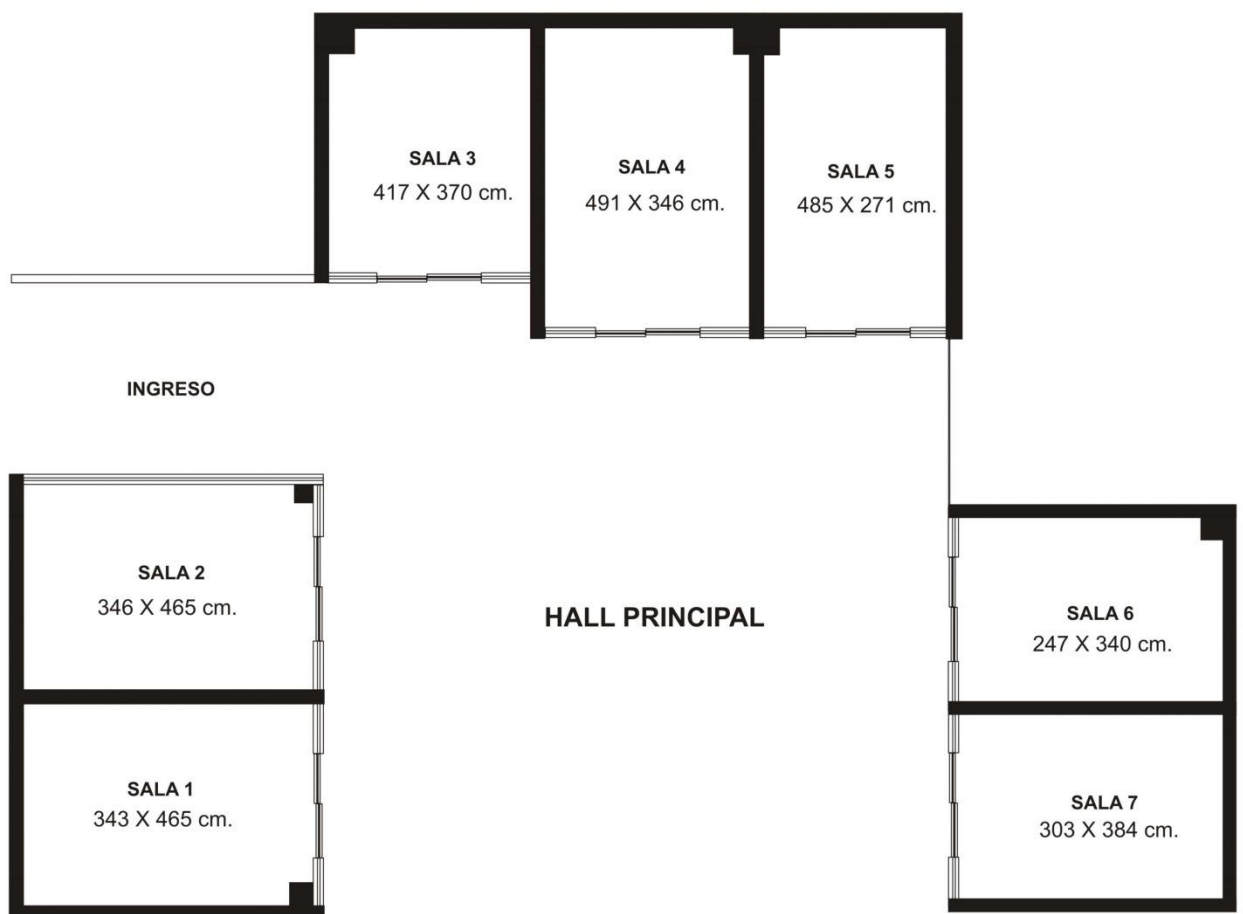 SALA 3
417 X 370 cm.
SALA 4
491 X 346 cm.
SALA 5
485 X 271 cm.
INGRESO
SALA 2
346 X 465 cm.
HALL PRINCIPAL
SALA 6
247 X 340 cm.
SALA 1
343 X 465 cm.
SALA 7
303 X 384 cm.